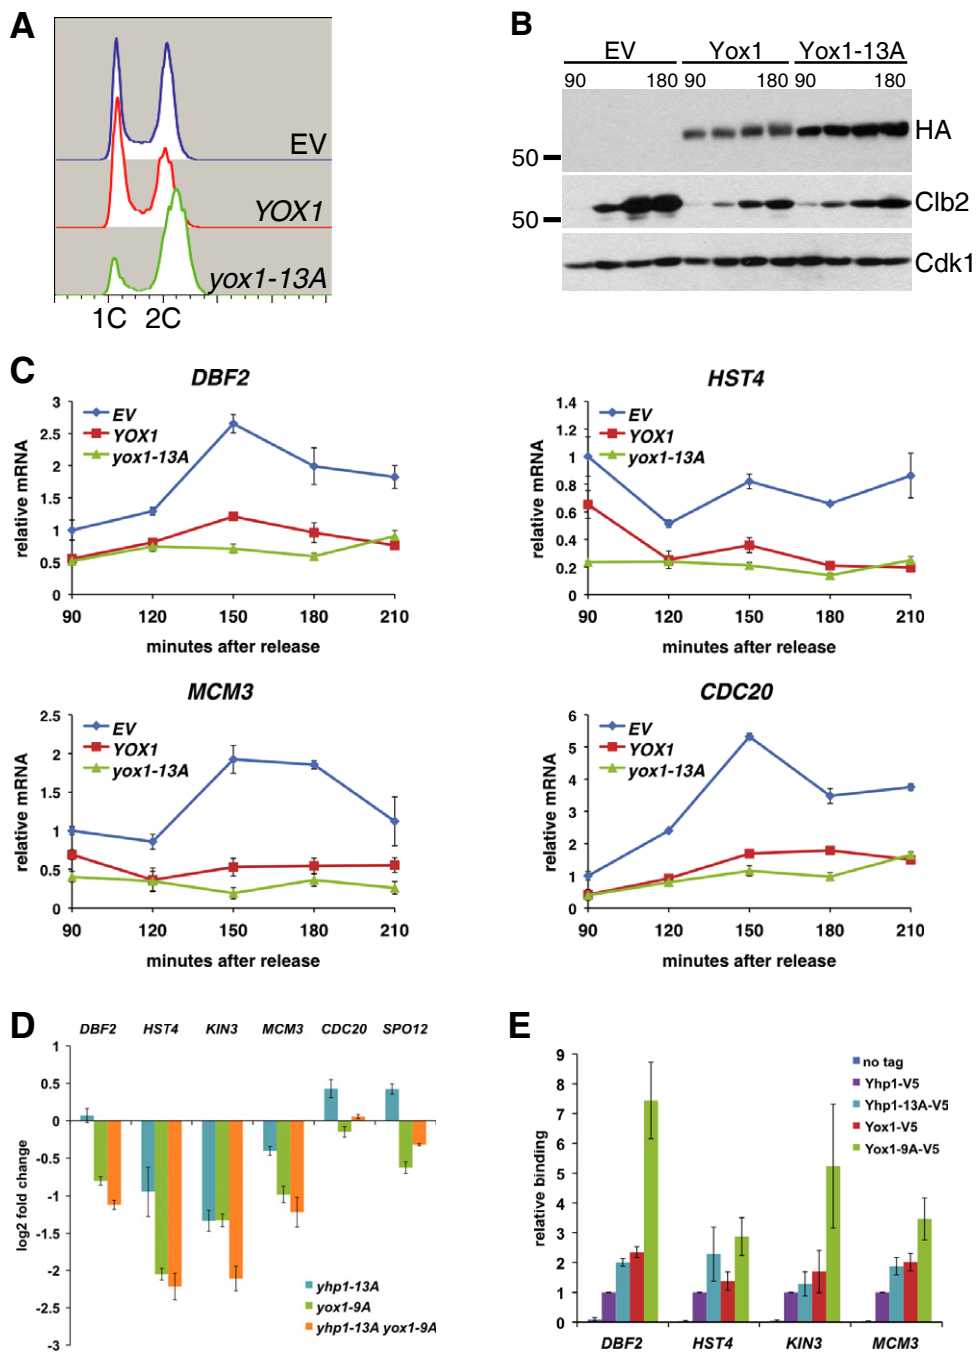 A
EV
YOX1
yox1-13A
1C 2C
B
EV Yox1 Yox1-13A
90 180 90 180 90 180
HA
50
Clb2
50
Cdk1
C
DBF2
3
2.5
2
1.5
1
0.5
0
relative mRNA
EV
YOX1
yox1-13A
90 120 150 180 210
minutes after release
HST4
1.4
1.2
1
0.8
0.6
0.4
0.2
0
relative mRNA
EV
YOX1
yox1-13A
90 120 150 180 210
minutes after release
MCM3
2.5
2
1.5
1
0.5
0
relative mRNA
EV
YOX1
yox1-13A
90 120 150 180 210
minutes after release
CDC20
6
5
4
3
2
1
0
relative mRNA
EV
YOX1
yox1-13A
90 120 150 180 210
minutes after release
D
DBF2 HST4 KIN3 MCM3 CDC20 SPO12
1
0.5
0
-0.5
-1
-1.5
-2
-2.5
-3
log2 fold change
yhp1-13A
yox1-9A
yhp1-13A yox1-9A
E
9
8
7
6
5
4
3
2
1
0
relative binding
no tag
Yhp1-V5
Yhp1-13A-V5
Yox1-V5
Yox1-9A-V5
DBF2 HST4 KIN3 MCM3